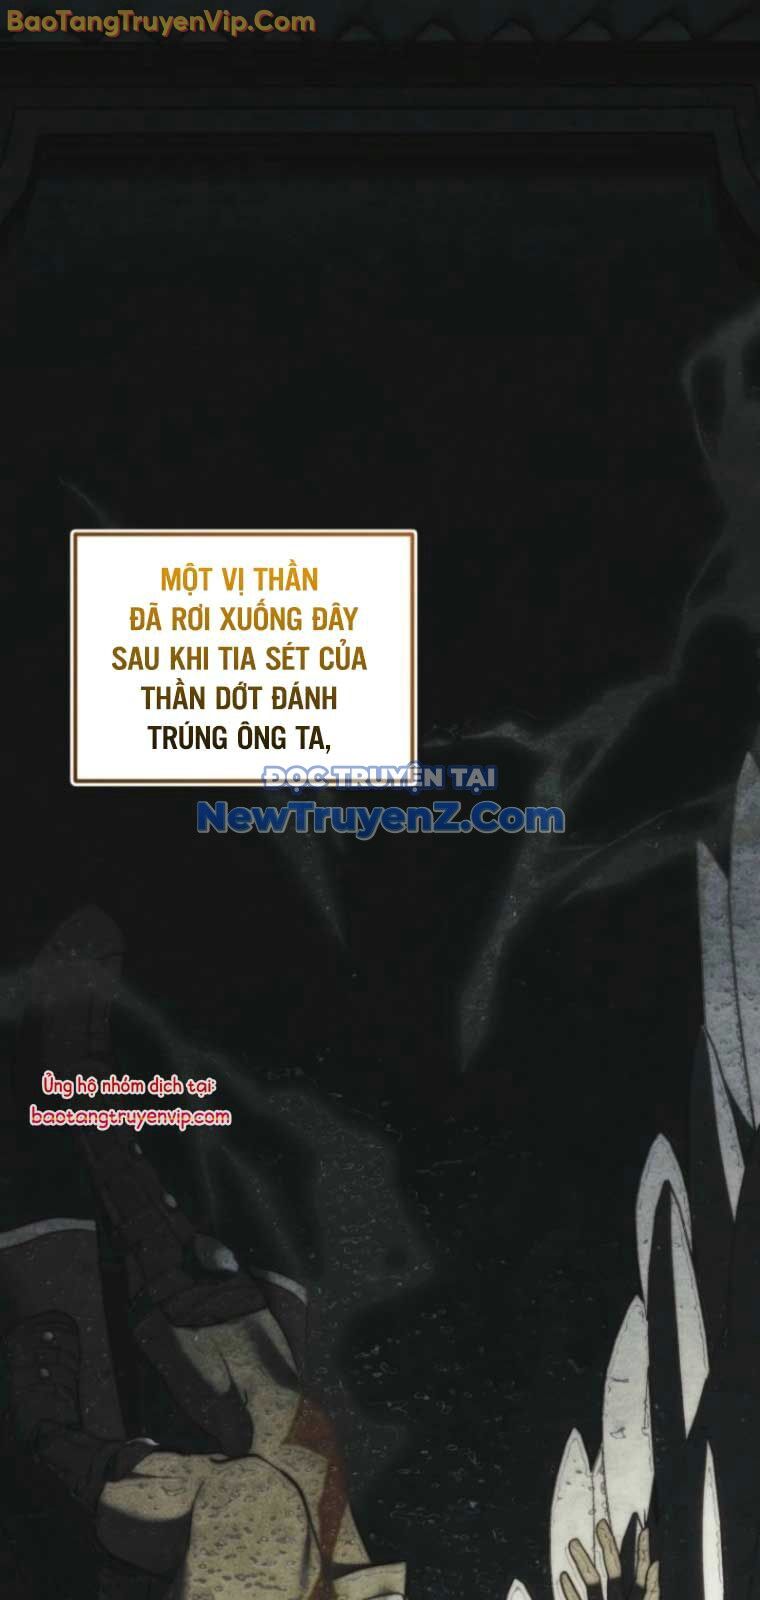 BaoTangTruyenVip.Com
MỘT VỊ THẦN
ĐÃ RƠI XUỐNG ĐÂY
SAU KHI TIA SÉT CỦA
THẦN DỚT ĐÁNH
TRÚNG ÔNG TA,
ĐỌC TRUYỆN TẠI
NewTruyenZ.Com
Ủng hộ nhóm dịch tại:
baotangtruyenvip.com